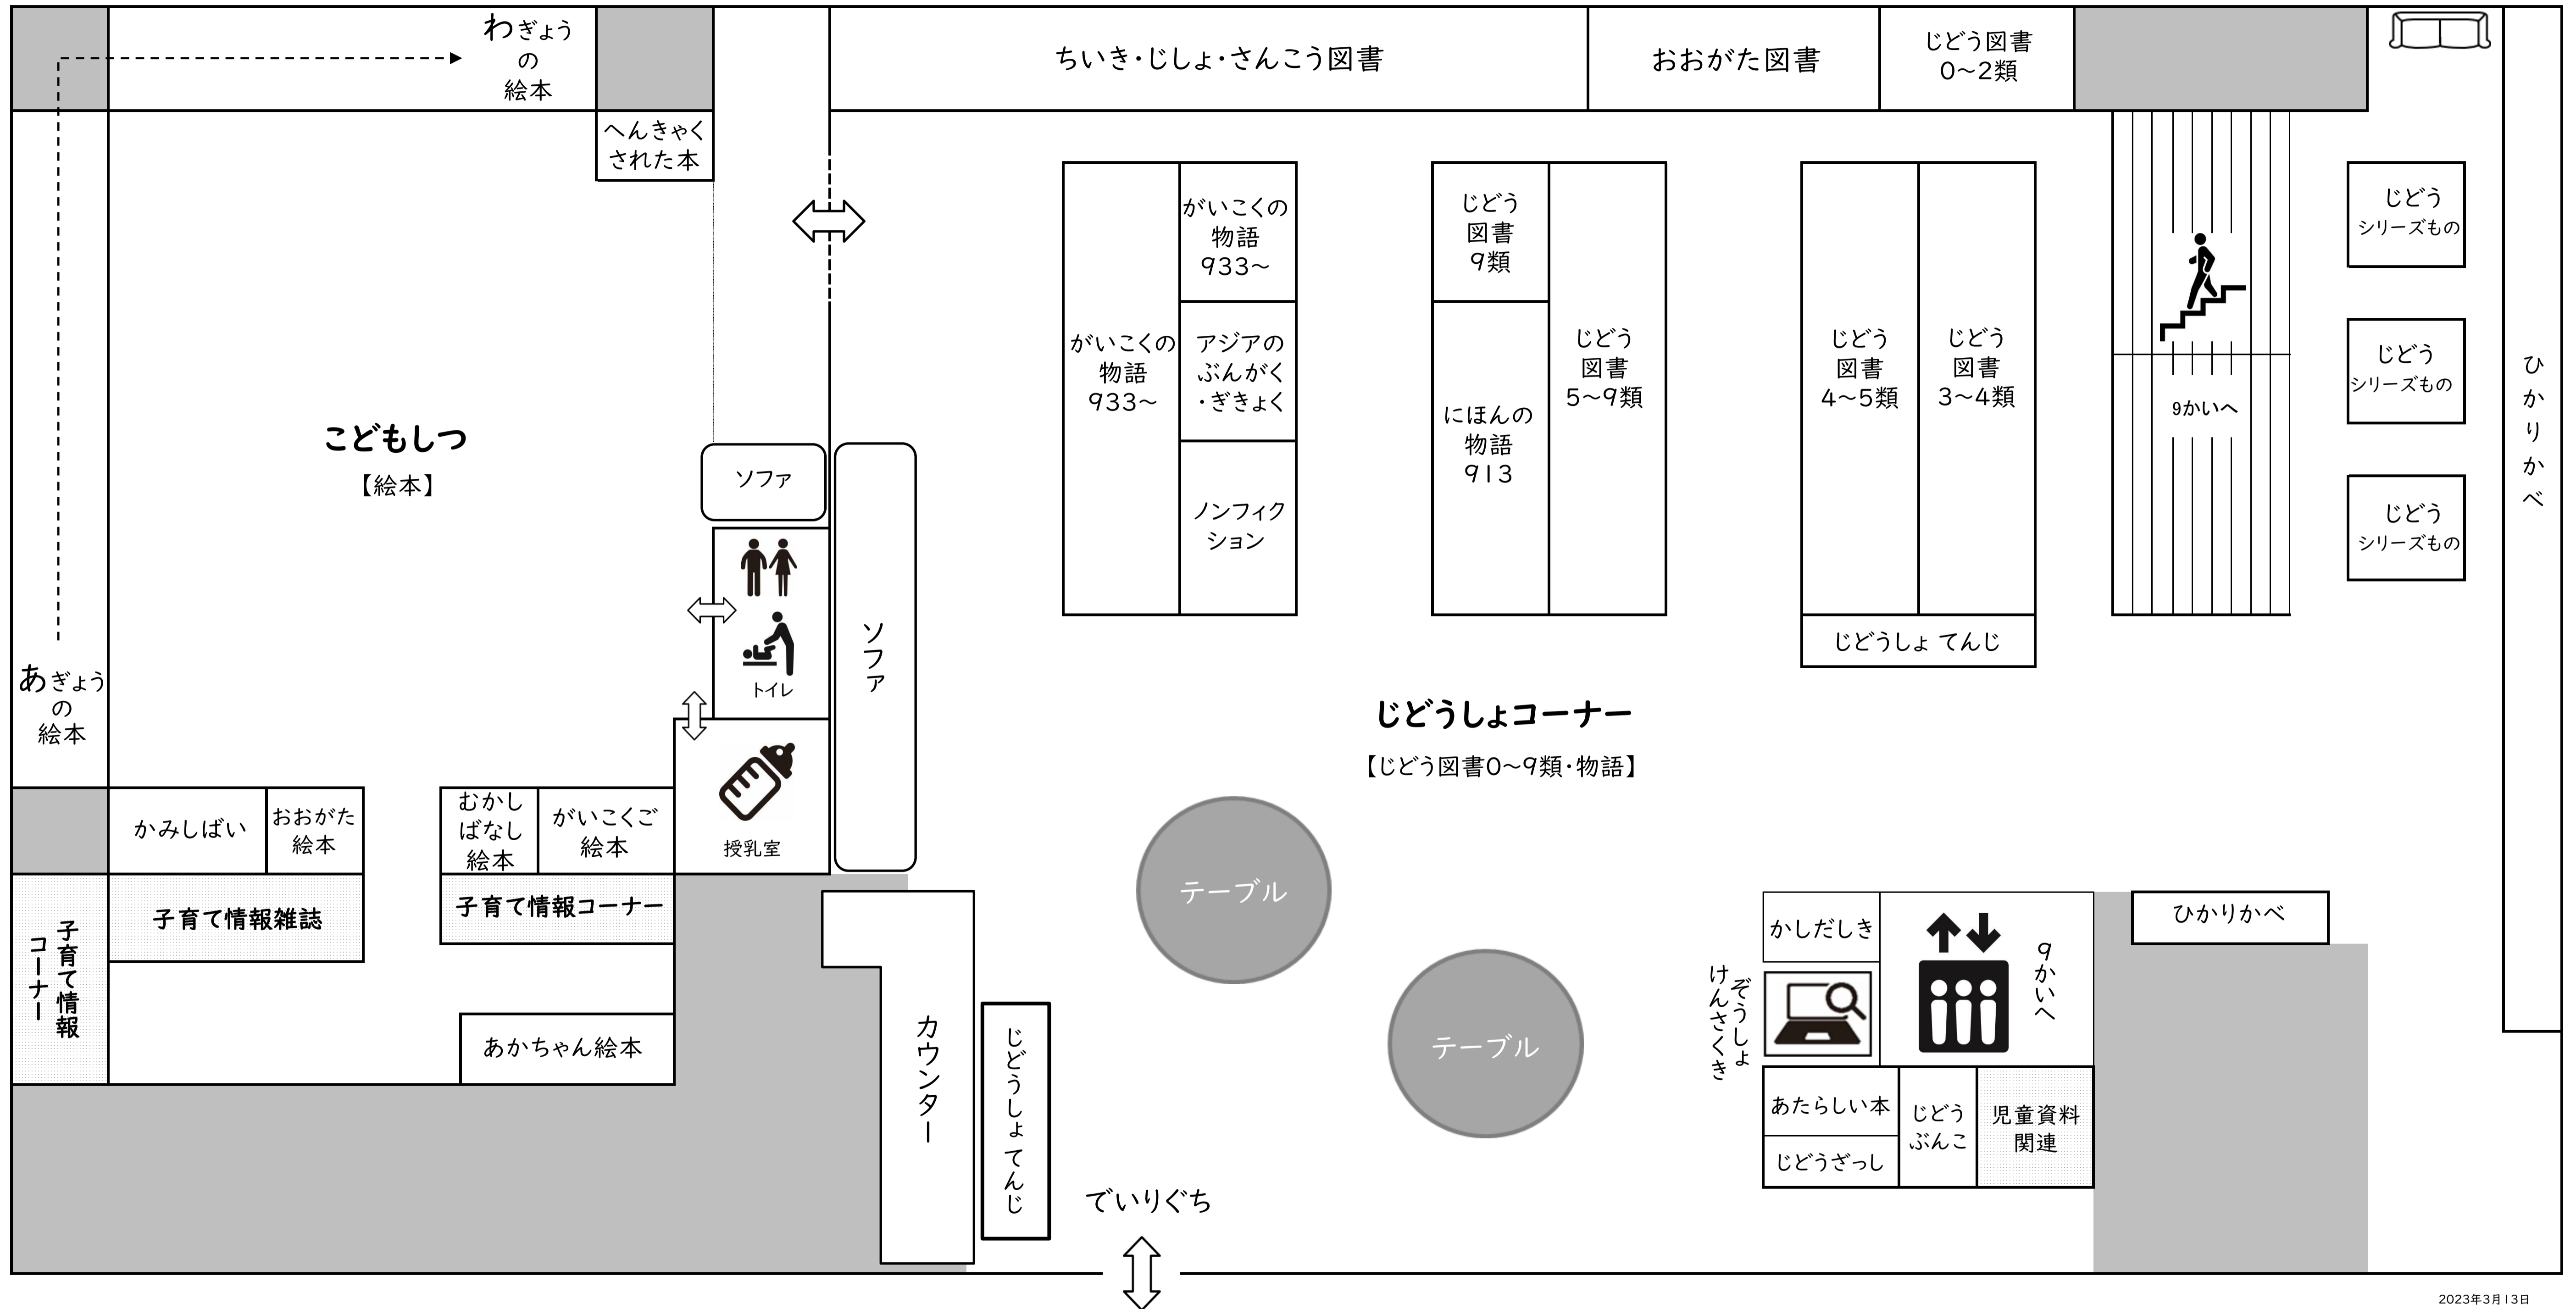 わぎょう
の
絵本
ちいき・じしょ・さんこう図書
おおがた図書
じどう図書
0～2類
へんきゃく
された本
がいこくの
物語
933～
がいこくの
物語
933～
アジアの
ぶんがく
・ぎきょく
ノンフィク
ション
じどう
図書
9類
にほんの
物語
913
じどう
図書
5～9類
じどう
図書
4～5類
じどう
図書
3～4類
じどうしょ てんじ
9かいへ
じどう
シリーズもの
じどう
シリーズもの
じどう
シリーズもの
ひかりかべ
こどもしつ
【絵本】
ソファ
トイレ
ソファ
授乳室
あぎょう
の
絵本
かみしばい
おおがた
絵本
むかし
ばなし
絵本
がいこくご
絵本
子育て情報
コーナー
子育て情報雑誌
子育て情報コーナー
あかちゃん絵本
じどうしょコーナー
【じどう図書0～9類・物語】
テーブル
テーブル
カウンター
じどうしょ てんじ
でいりぐち
かしだしき
ぞうしょ
けんさくき
9かいへ
ひかりかべ
あたらしい本
じどうざっし
じどう
ぶんこ
児童資料
関連
2023年3月13日